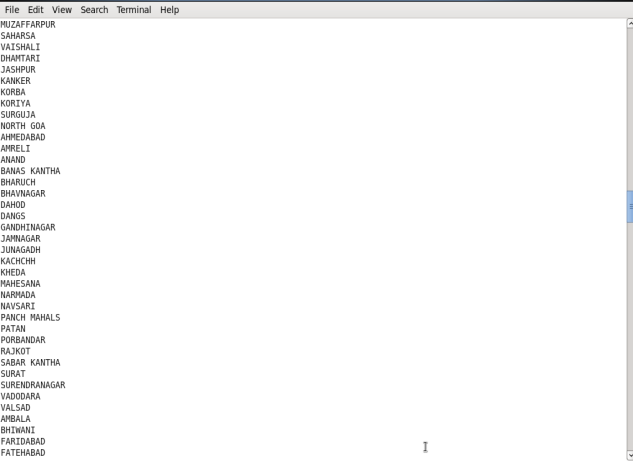 File Edit View Search Terminal Help
MUZAFFARPUR
SAHARSA
VAISHALI
DHAMTARI
JASHPUR
KANKER
KORBA
KORIYA
SURGUJA
NORTH GOA
AHMEDABAD
AMRELI
ANAND
BANAS KANTHA
BHARUCH
BHAVNAGAR
DAHOD
DANGS
GANDHINAGAR
JAMNAGAR
JUNAGADH
KACHCHH
KHEDA
MAHESANA
NARMADA
NAVSARI
PANCH MAHALS
PATAN
PORBANDAR
RAJKOT
SABAR KANTHA
SURAT
SURENDRANAGAR
VADODARA
VALSAD
AMBALA
BHIWANI
FARIDABAD
FATEHABAD